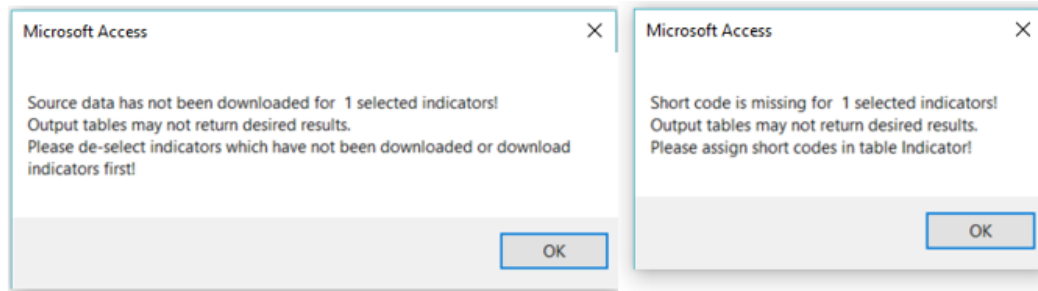 Microsoft Access
Source data has not been downloaded for  1 selected indicators!
Output tables may not return desired results.
Please de-select indicators which have not been downloaded or download
indicators first!
OK
Microsoft Access
Short code is missing for  1 selected indicators!
Output tables may not return desired results.
Please assign short codes in table Indicator!
OK